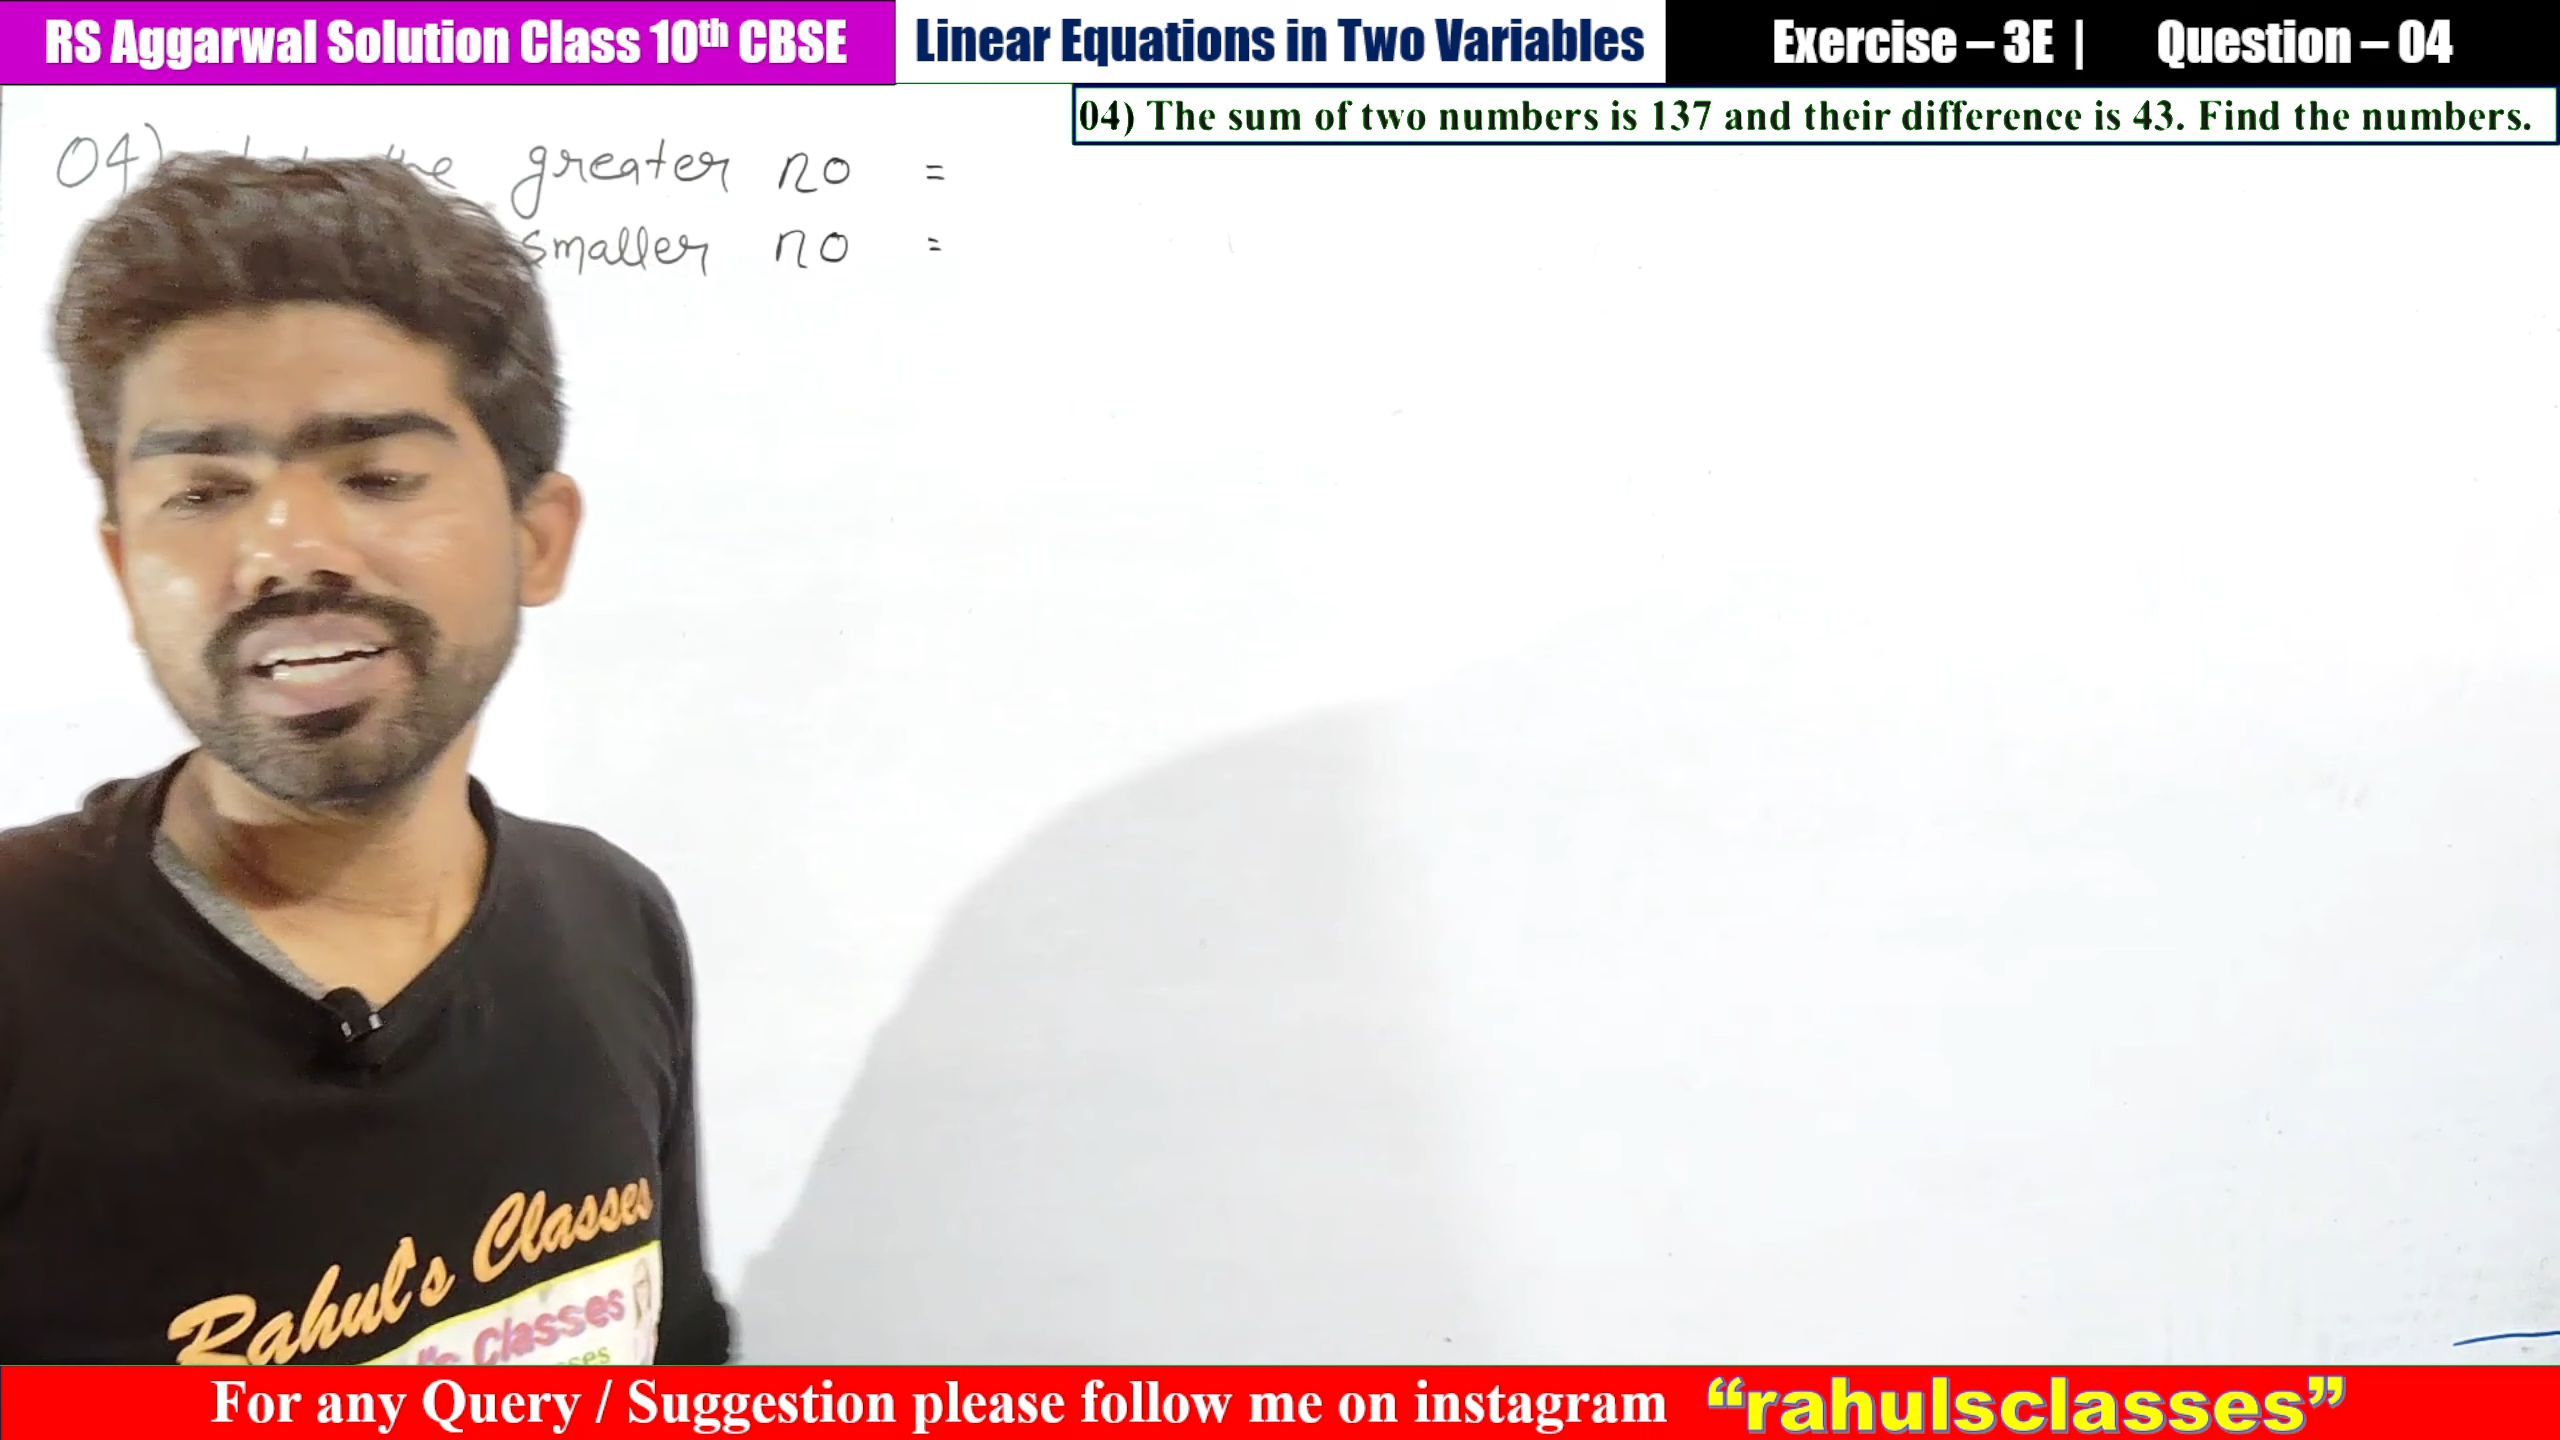 RS Aggarwal Solution Class 10th CBSE
Linear Equations in Two Variables
Exercise – 3E | Question – 04
04) The sum of two numbers is 137 and their difference is 43. Find the numbers.
04) the greater no =
smaller no =
Rahul's Classes
Classes
For any Query / Suggestion please follow me on instagram “rahulsclasses”